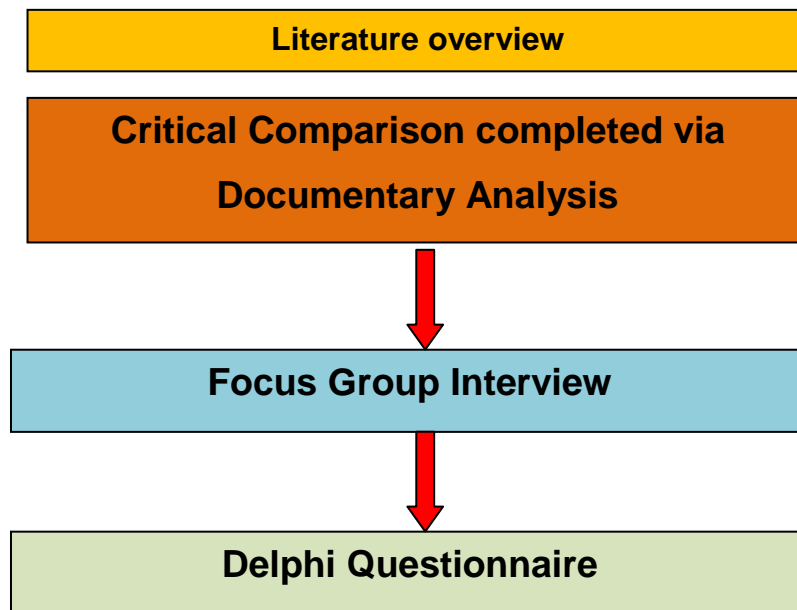 Literature overview
Critical Comparison completed via
Documentary Analysis
Focus Group Interview
Delphi Questionnaire